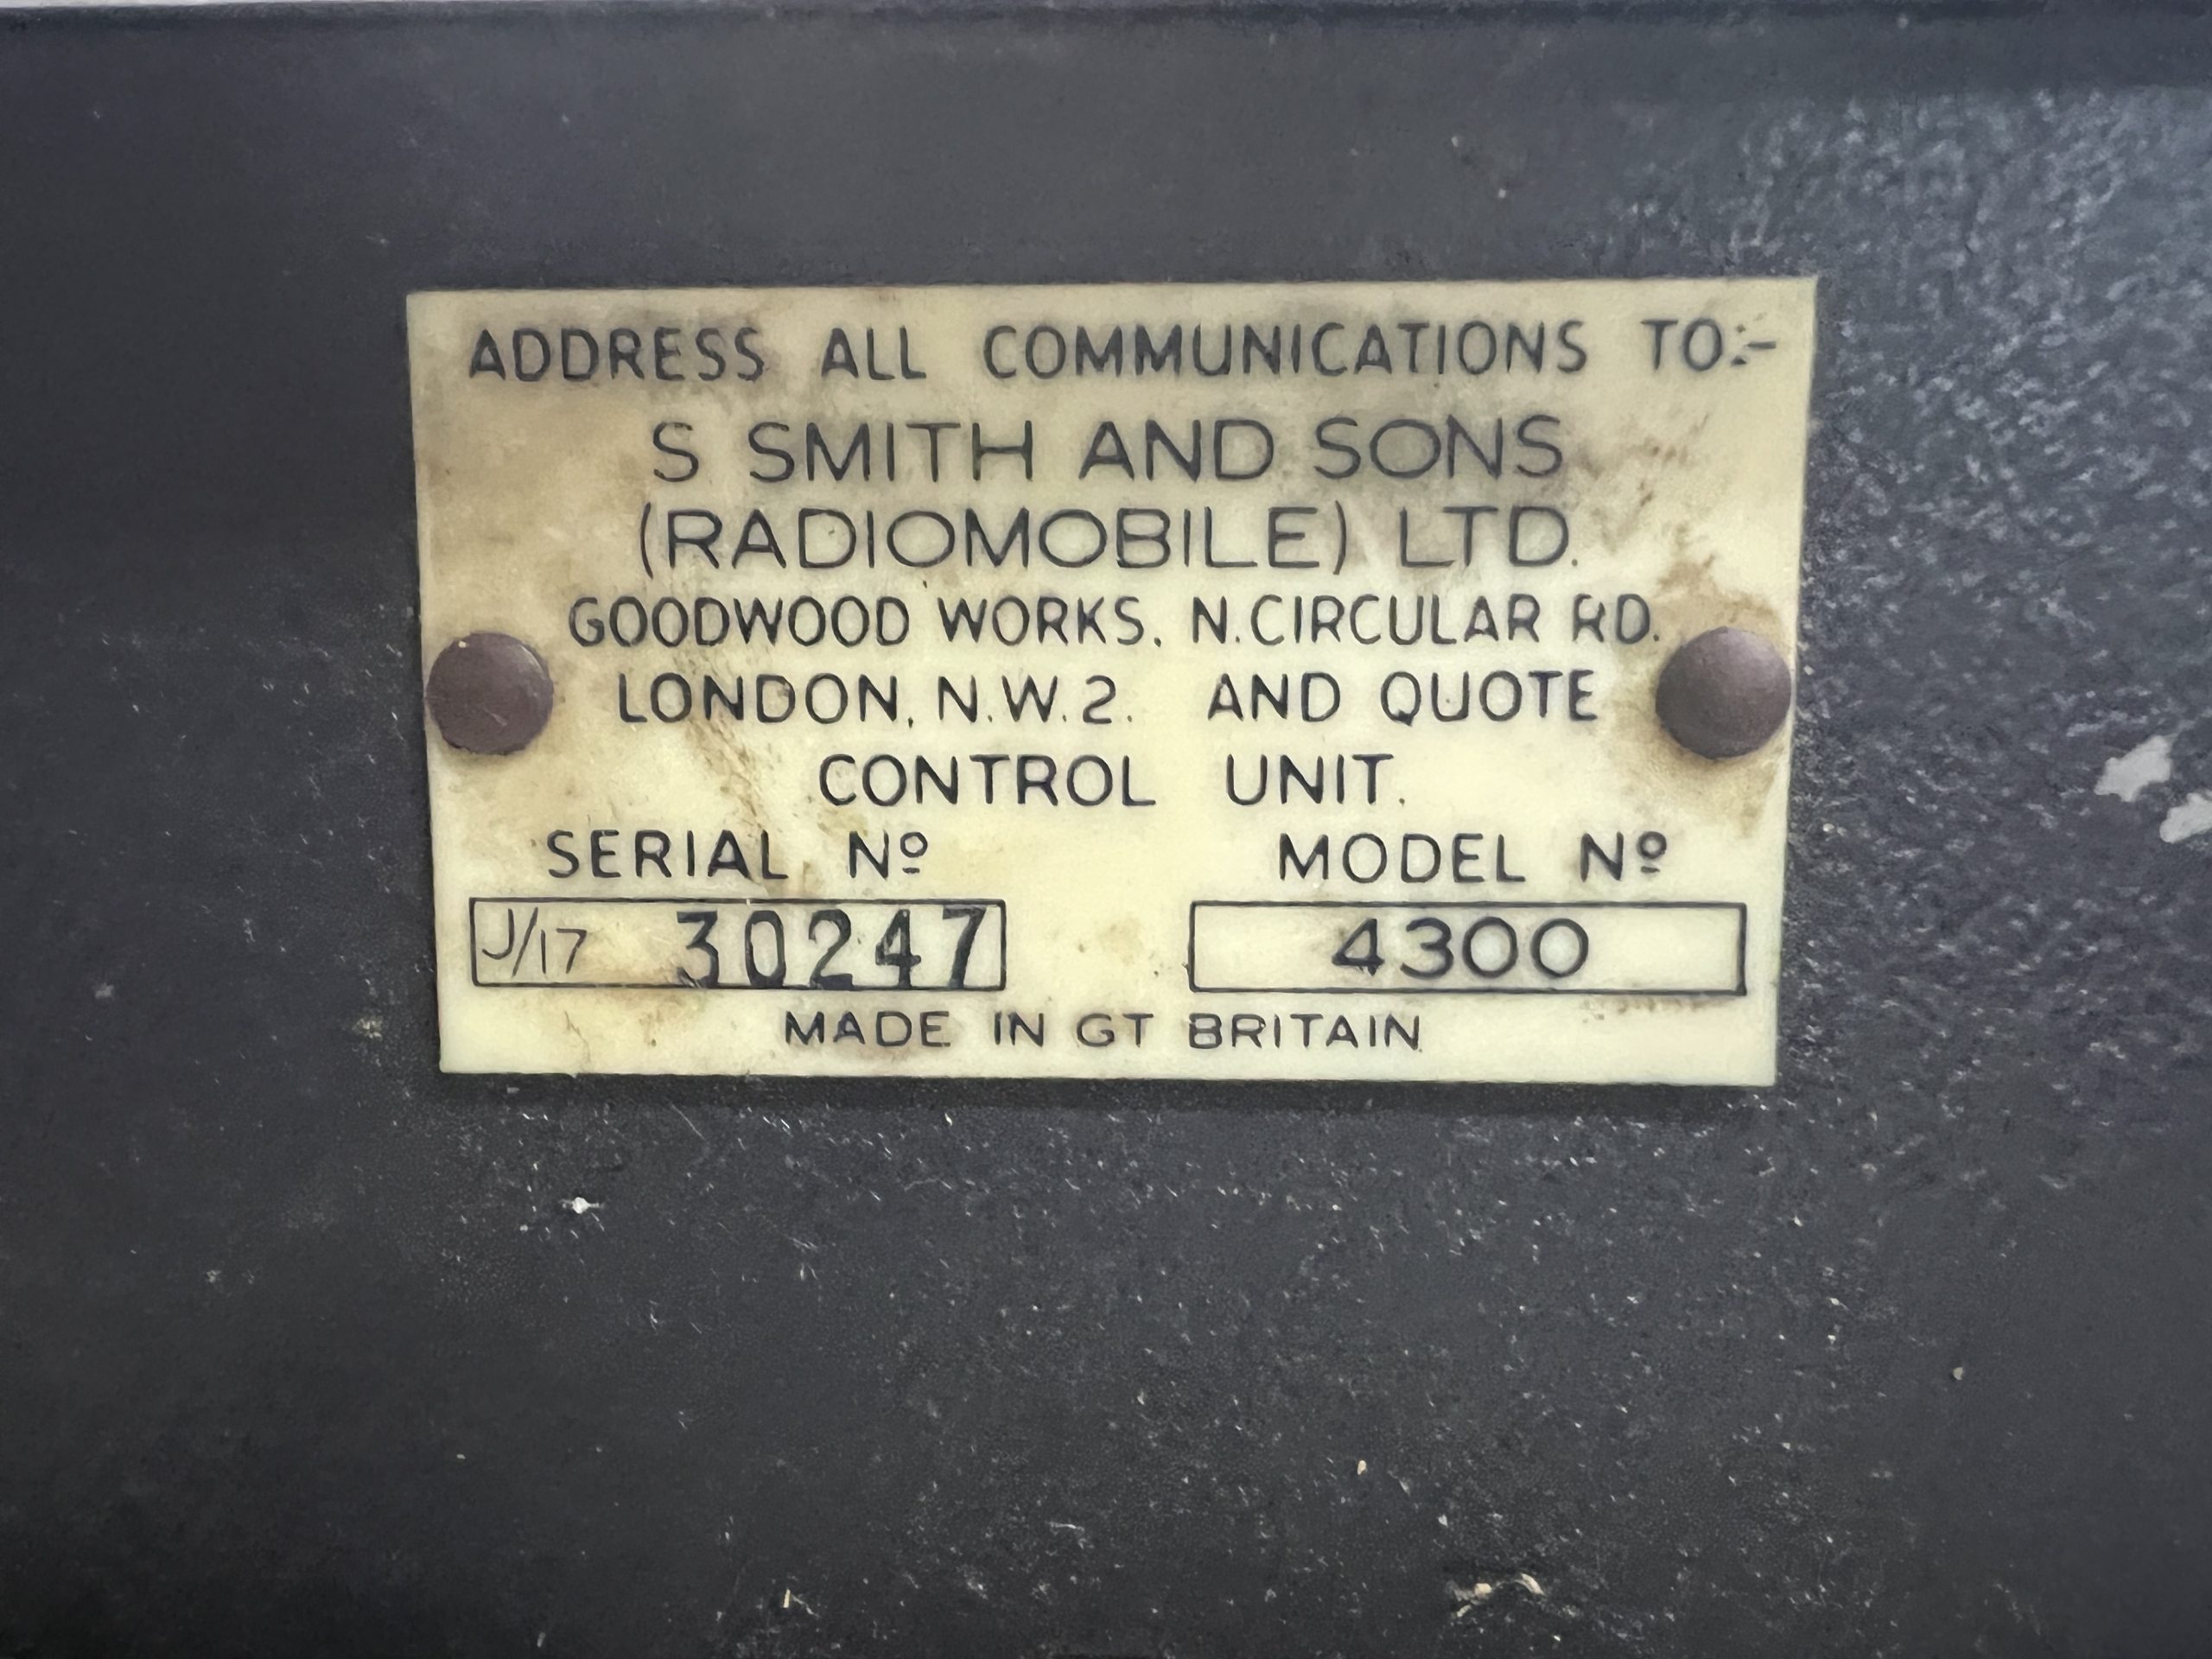 ADDRESS ALL COMMUNICATIONS TO:-
S SMITH AND SONS
(RADIOMOBILE) LTD.
GOODWOOD WORKS. N.CIRCULAR RD.
LONDON, N.W.2. AND QUOTE
CONTROL UNIT.
SERIAL Nº MODEL Nº
J/17 30247 4300
MADE IN GT BRITAIN